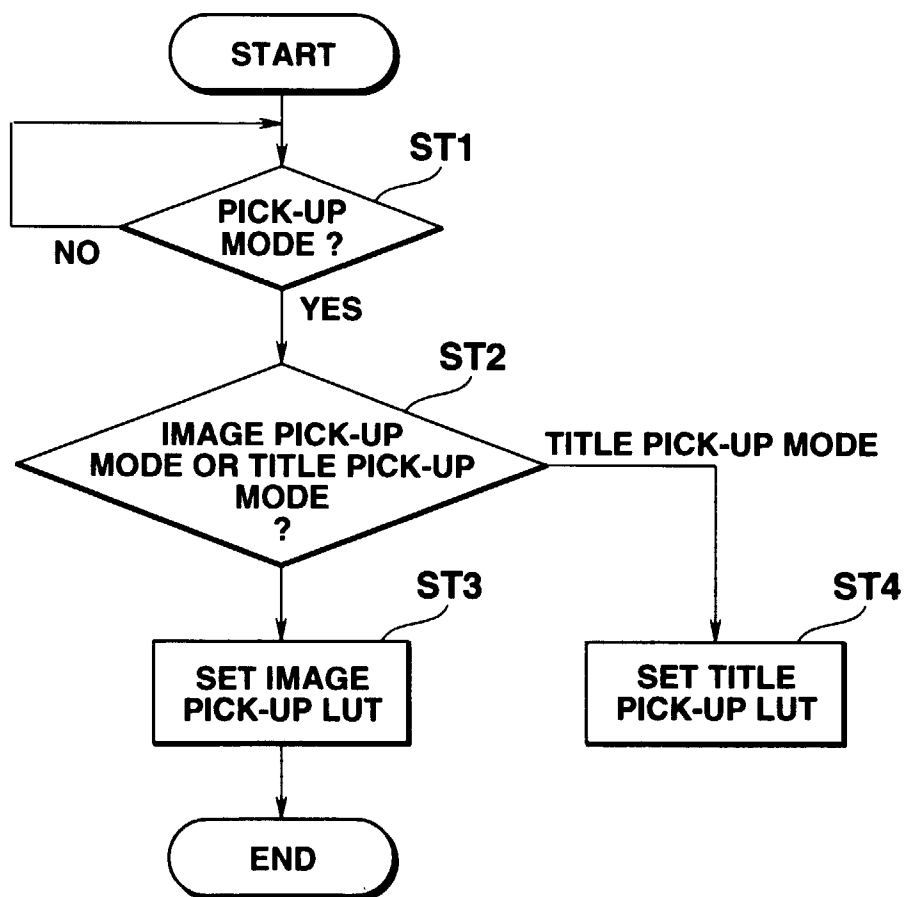 START
ST1
PICK-UP
MODE ?
NO
YES
ST2
IMAGE PICK-UP
MODE OR TITLE PICK-UP
MODE
?
TITLE PICK-UP MODE
ST3
SET IMAGE
PICK-UP LUT
ST4
SET TITLE
PICK-UP LUT
END